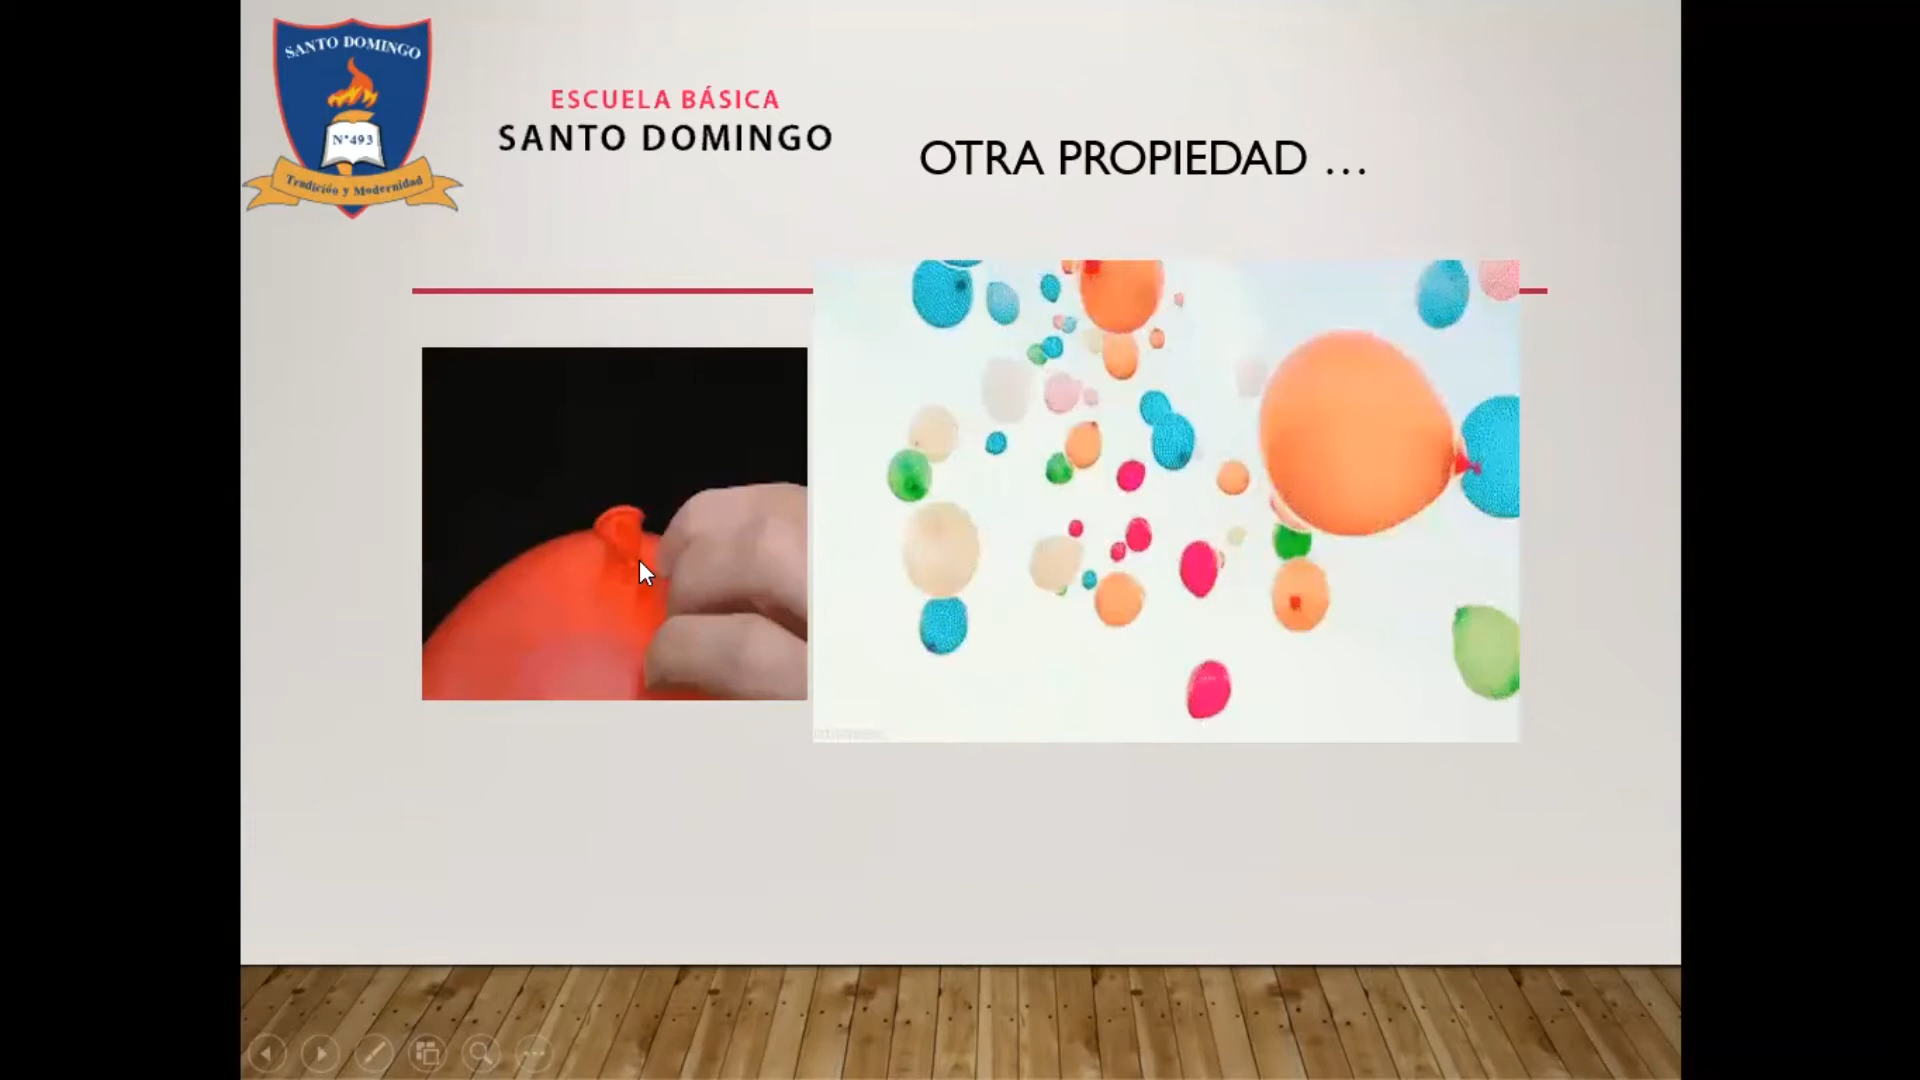 SANTO DOMINGO
N°493
Tradición y Modernidad
ESCUELA BÁSICA
SANTO DOMINGO
OTRA PROPIEDAD ...